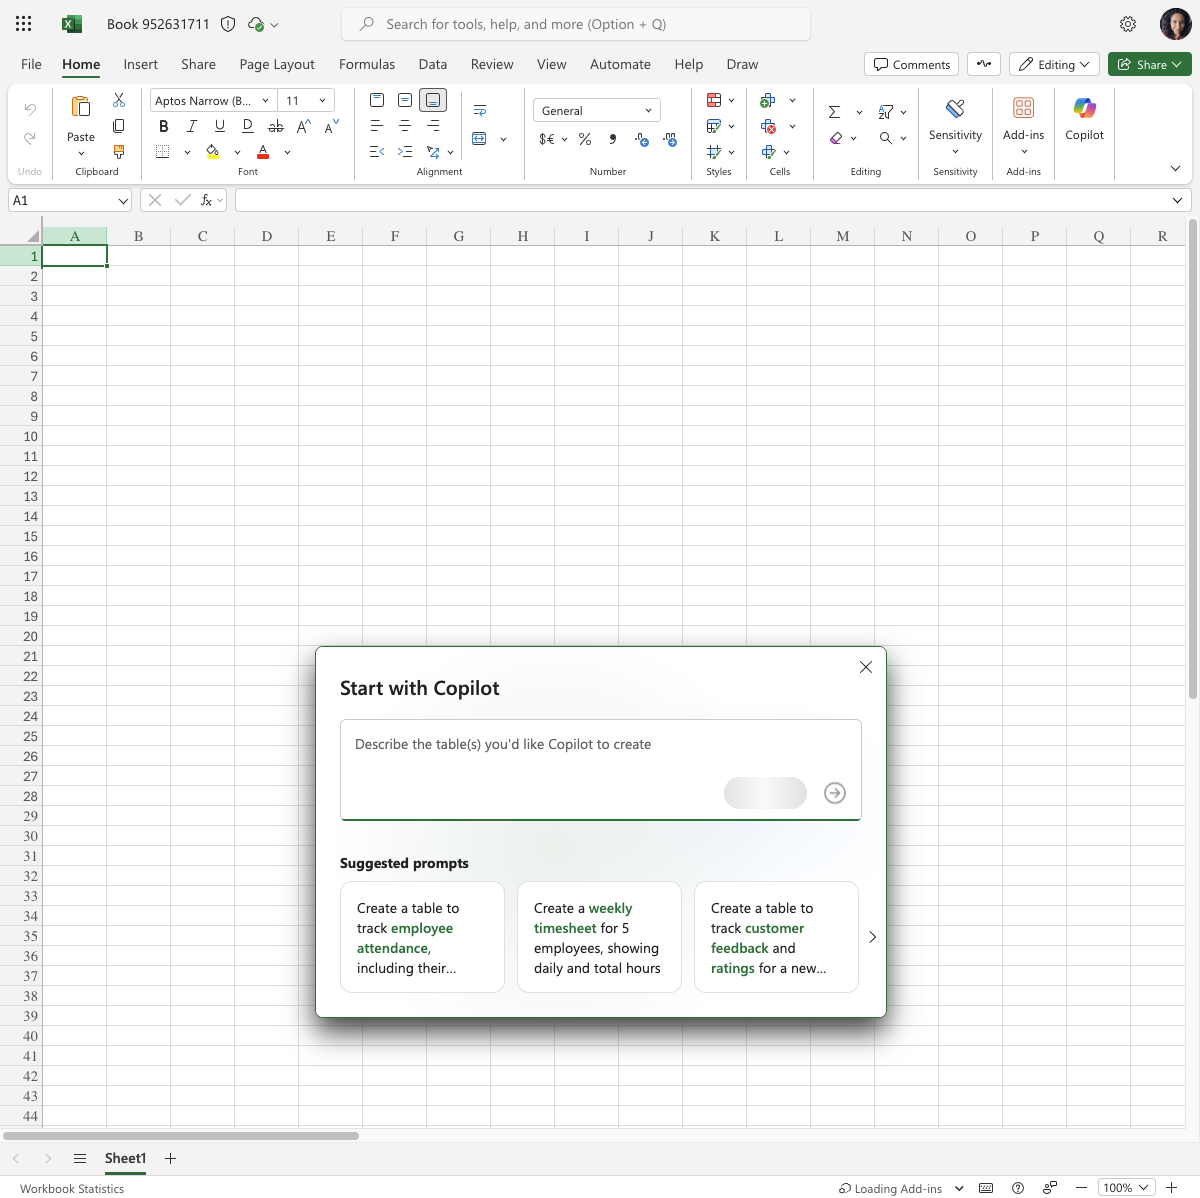 Book 952631711
Search for tools, help, and more (Option + Q)
File Home Insert Share Page Layout Formulas Data Review View Automate Help Draw
Comments Editing Share
Paste
Aptos Narrow (B... 11
General
Sensitivity Add-ins Copilot
Undo Clipboard Font Alignment Number Styles Cells Editing Sensitivity Add-ins
A1
fx
A B C D E F G H I J K L M N O P Q R
1
2
3
4
5
6
7
8
9
10
11
12
13
14
15
16
17
18
19
20
21
22
23
24
25
26
27
28
29
30
31
32
33
34
35
36
37
38
39
40
41
42
43
44
Start with Copilot
Describe the table(s) you'd like Copilot to create
Suggested prompts
Create a table to
track employee
attendance,
including their...
Create a weekly
timesheet for 5
employees, showing
daily and total hours
Create a table to
track customer
feedback and
ratings for a new...
Sheet1
Workbook Statistics
Loading Add-ins
100%